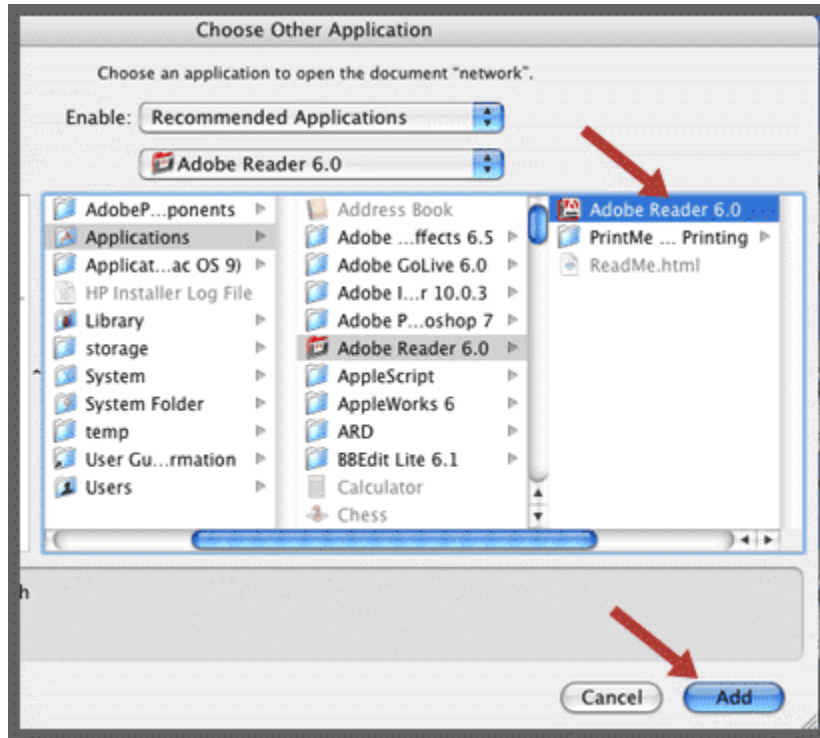 Choose Other Application
Choose an application to open the document “network”.
Enable: Recommended Applications
Adobe Reader 6.0
AdobeP...ponents
Applications
Applicat...ac OS 9)
HP Installer Log File
Library
storage
System
System Folder
temp
User Gu...rmation
Users
Address Book
Adobe ...ffects 6.5
Adobe GoLive 6.0
Adobe I...r 10.0.3
Adobe P...oshop 7
Adobe Reader 6.0
AppleScript
AppleWorks 6
ARD
BBEdit Lite 6.1
Calculator
Chess
Adobe Reader 6.0
PrintMe ... Printing
ReadMe.html
h
Cancel
Add